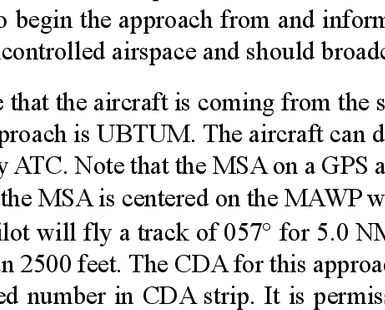 o begin the approach from and inform
controlled airspace and should broadc
e that the aircraft is coming from the s
proach is UBTUM. The aircraft can d
y ATC. Note that the MSA on a GPS a
the MSA is centered on the MAWP w
ilot will fly a track of 057° for 5.0 NM
an 2500 feet. The CDA for this approac
ed number in CDA strip. It is permiss